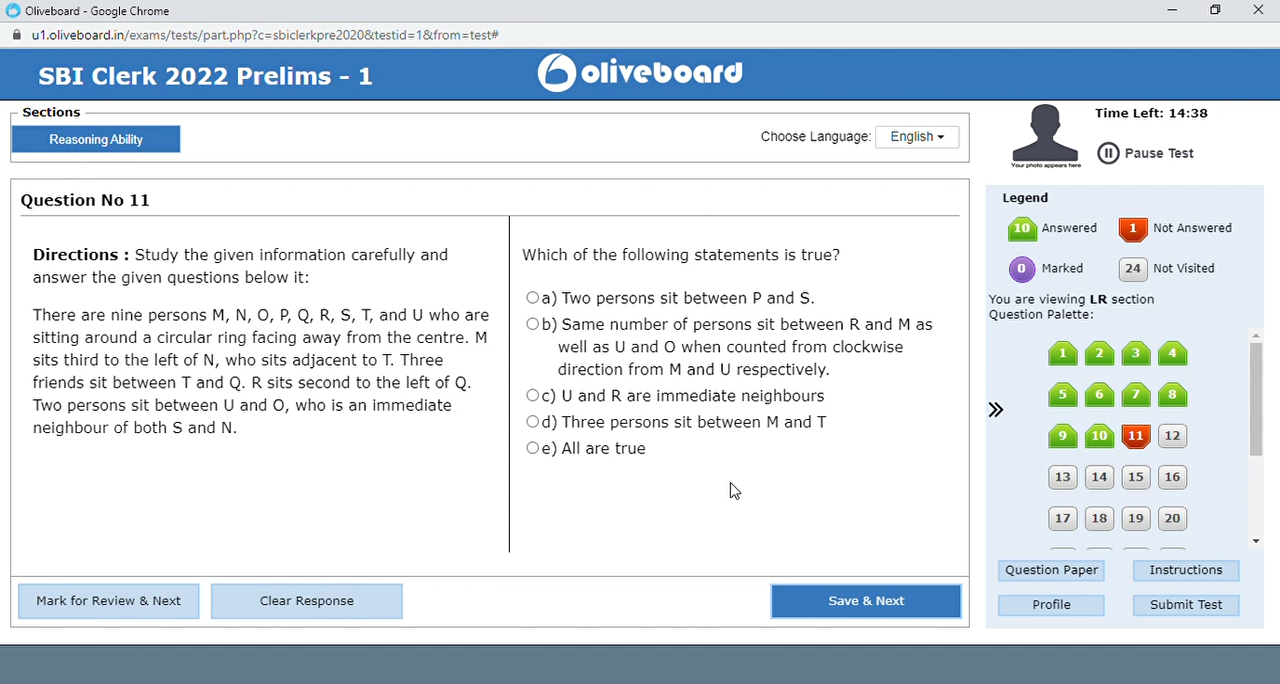 Oliveboard - Google Chrome
u1.oliveboard.in/exams/tests/part.php?c=sbiclerkpre2020&testid=1&from=test#
SBI Clerk 2022 Prelims - 1
oliveboard
Sections
Reasoning Ability
Choose Language:
English
Your photo appears here
Time Left: 14:38
Pause Test
Question No 11
Directions : Study the given information carefully and
answer the given questions below it:
There are nine persons M, N, O, P, Q, R, S, T, and U who are
sitting around a circular ring facing away from the centre. M
sits third to the left of N, who sits adjacent to T. Three
friends sit between T and Q. R sits second to the left of Q.
Two persons sit between U and O, who is an immediate
neighbour of both S and N.
Which of the following statements is true?
a) Two persons sit between P and S.
b) Same number of persons sit between R and M as
well as U and O when counted from clockwise
direction from M and U respectively.
c) U and R are immediate neighbours
d) Three persons sit between M and T
e) All are true
Mark for Review & Next
Clear Response
Save & Next
Legend
10 Answered
1 Not Answered
0 Marked
24 Not Visited
You are viewing LR section
Question Palette:
1 2 3 4
5 6 7 8
9 10 11 12
13 14 15 16
17 18 19 20
Question Paper
Instructions
Profile
Submit Test